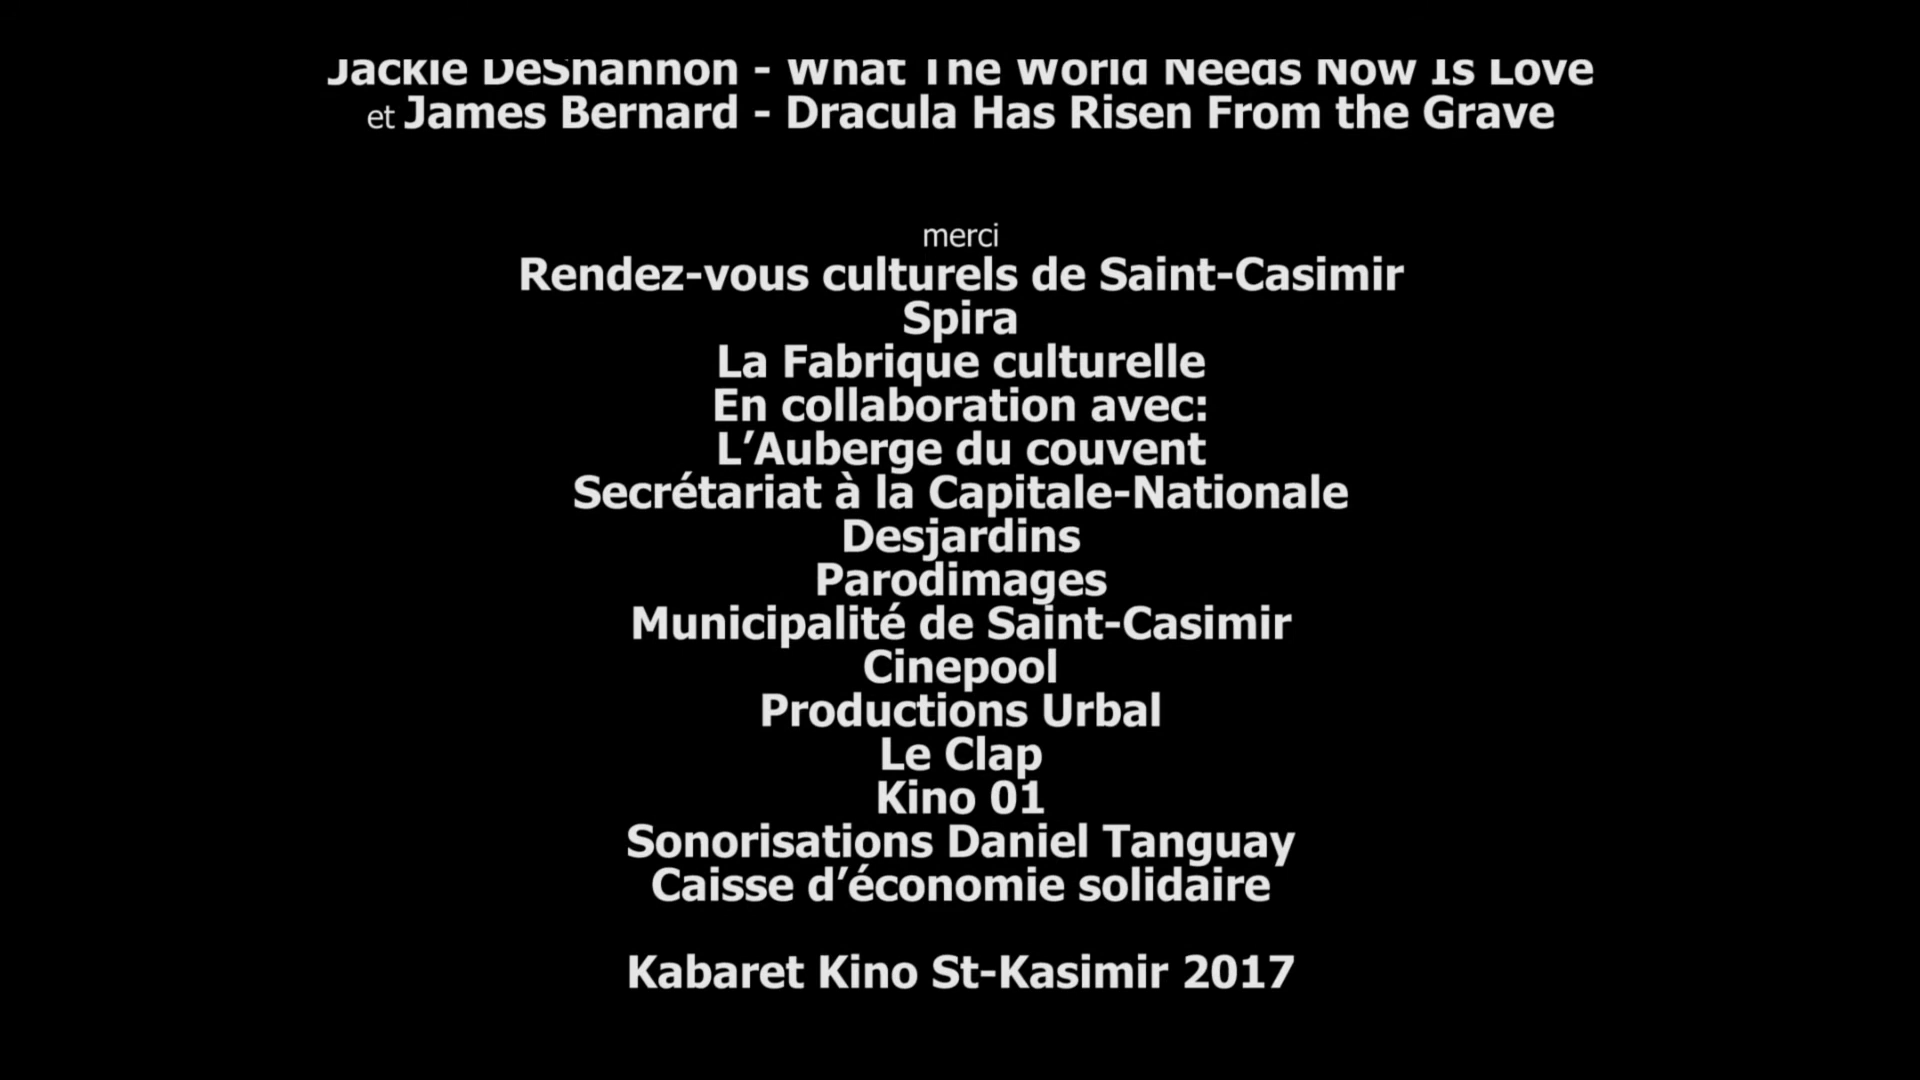 Jackie DeShannon - What The World Needs Now Is Love
et James Bernard - Dracula Has Risen From the Grave
merci
Rendez-vous culturels de Saint-Casimir
Spira
La Fabrique culturelle
En collaboration avec:
L’Auberge du couvent
Secrétariat à la Capitale-Nationale
Desjardins
Parodimages
Municipalité de Saint-Casimir
Cinepool
Productions Urbal
Le Clap
Kino 01
Sonorisations Daniel Tanguay
Caisse d’économie solidaire
Kabaret Kino St-Kasimir 2017